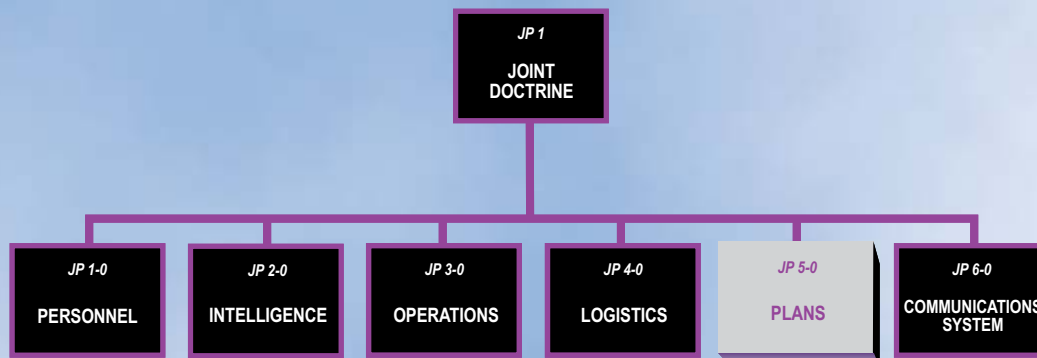 JP 1
JOINT
DOCTRINE
JP 1-0
PERSONNEL
JP 2-0
INTELLIGENCE
JP 3-0
OPERATIONS
JP 4-0
LOGISTICS
JP 5-0
PLANS
JP 6-0
COMMUNICATIONS
SYSTEM